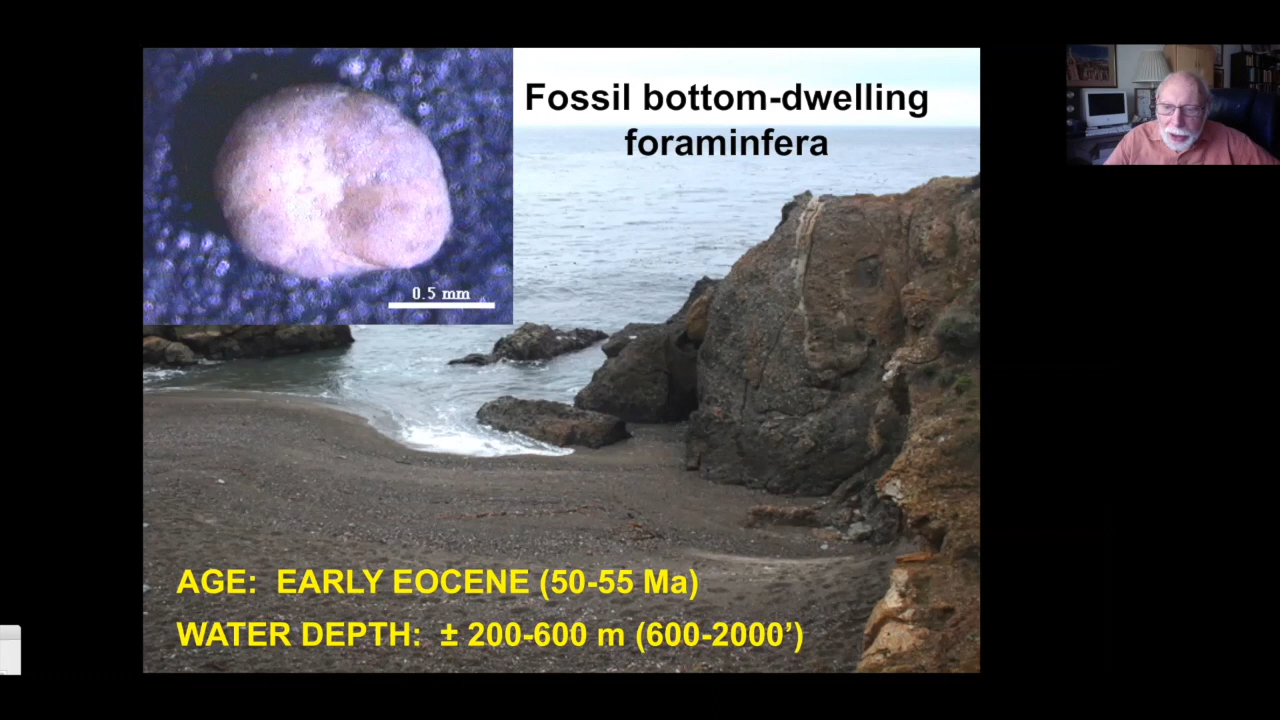 Fossil bottom-dwelling
foraminfera
0.5 mm
AGE: EARLY EOCENE (50-55 Ma)
WATER DEPTH: ± 200-600 m (600-2000’)